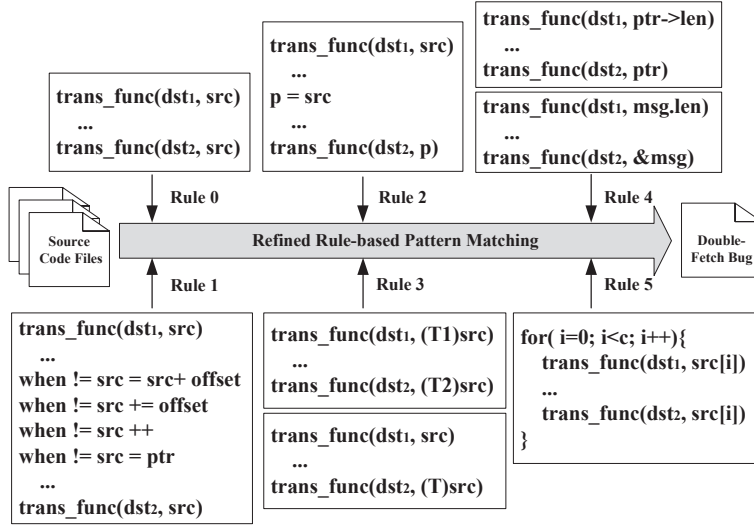 trans_func(dst1, src)
...
trans_func(dst2, src)
trans_func(dst1, src)
...
p = src
...
trans_func(dst2, p)
trans_func(dst1, ptr->len)
...
trans_func(dst2, ptr)
trans_func(dst1, msg.len)
...
trans_func(dst2, &msg)
Rule 0
Rule 2
Rule 4
Source
Code Files
Refined Rule-based Pattern Matching
Double-
Fetch Bug
Rule 1
Rule 3
Rule 5
trans_func(dst1, src)
...
when != src = src+ offset
when != src += offset
when != src ++
when != src = ptr
...
trans_func(dst2, src)
trans_func(dst1, (T1)src)
...
trans_func(dst2, (T2)src)
trans_func(dst1, src)
...
trans_func(dst2, (T)src)
for( i=0; i<c; i++){
trans_func(dst1, src[i])
...
trans_func(dst2, src[i])
}